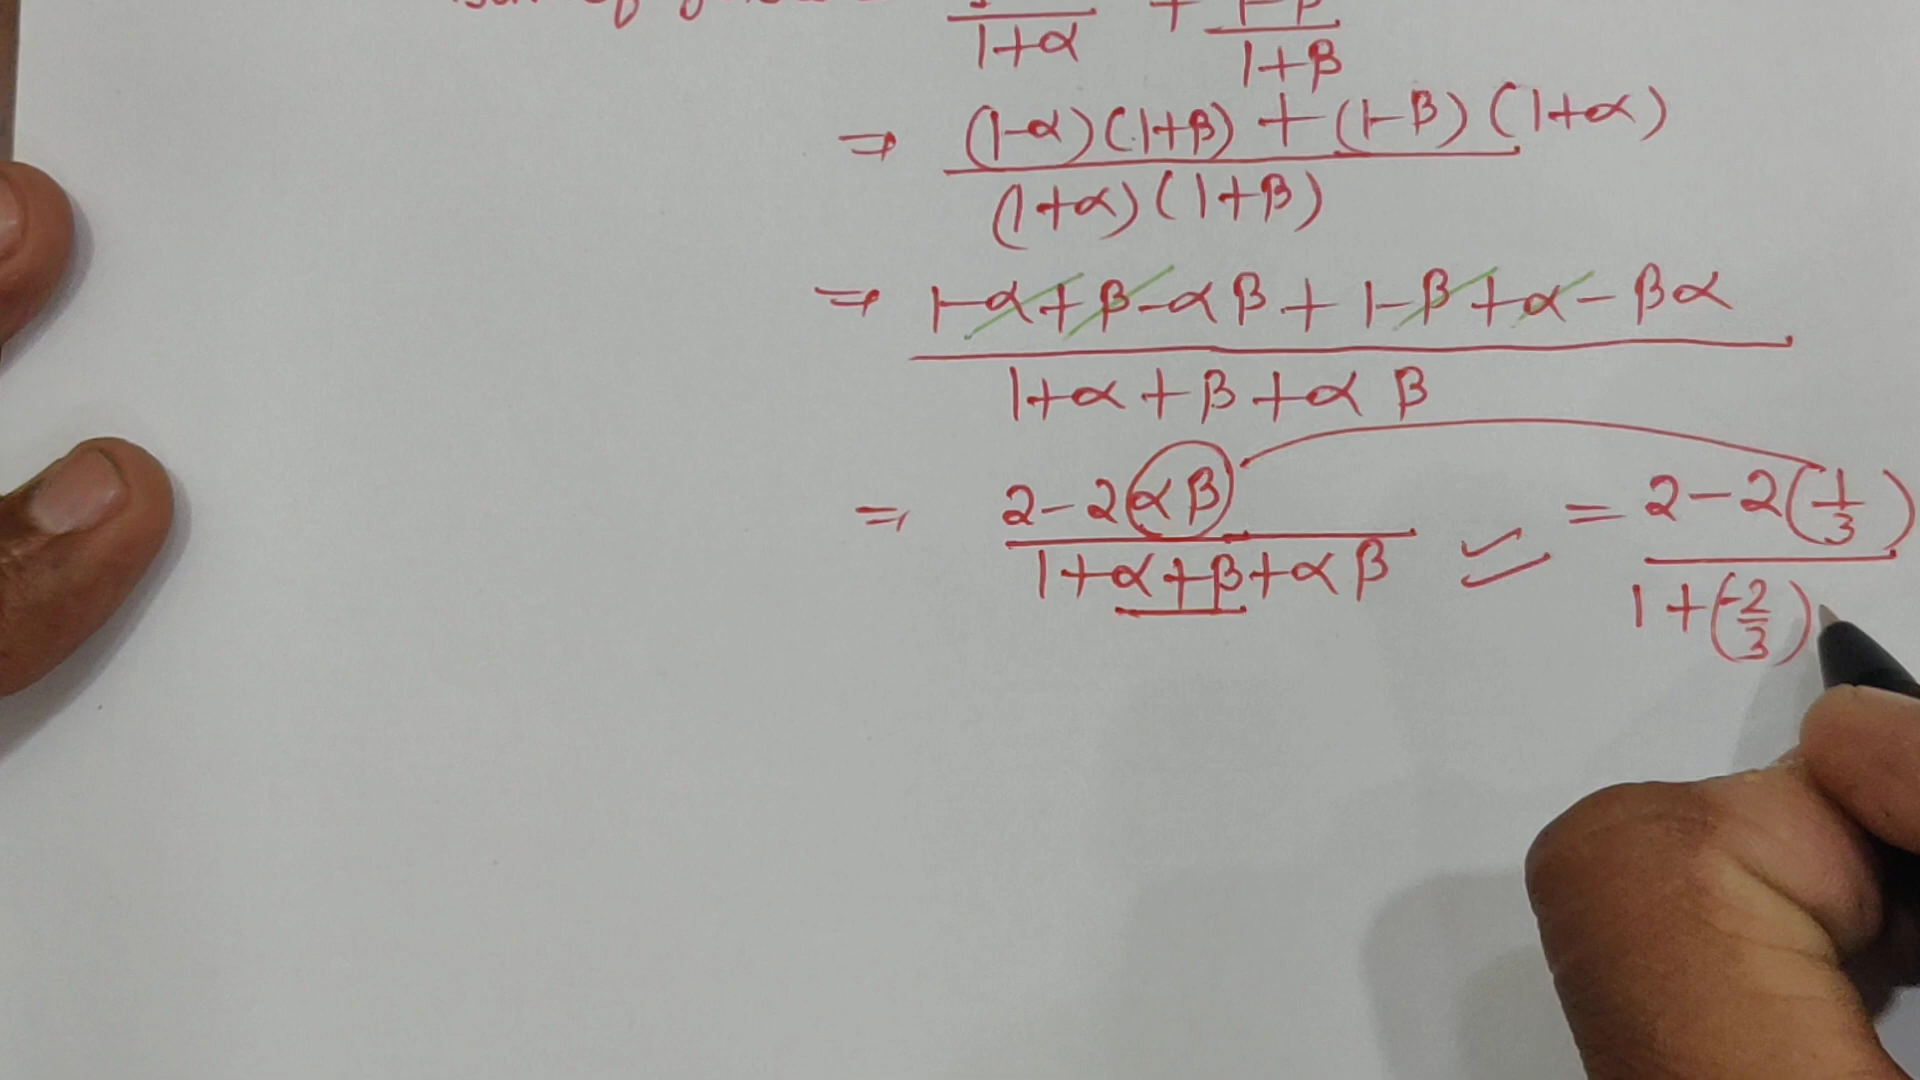 1+α + 1-β / 1+β
⇒ (1-α)(1+β) + (1-β)(1+α) / (1+α)(1+β)
⇒ 1-α+β-αβ + 1-β+α-βα / 1+α+β+αβ
= 2-2αβ / 1+α+β+αβ = 2-2(1/3) / 1+(-2/3)